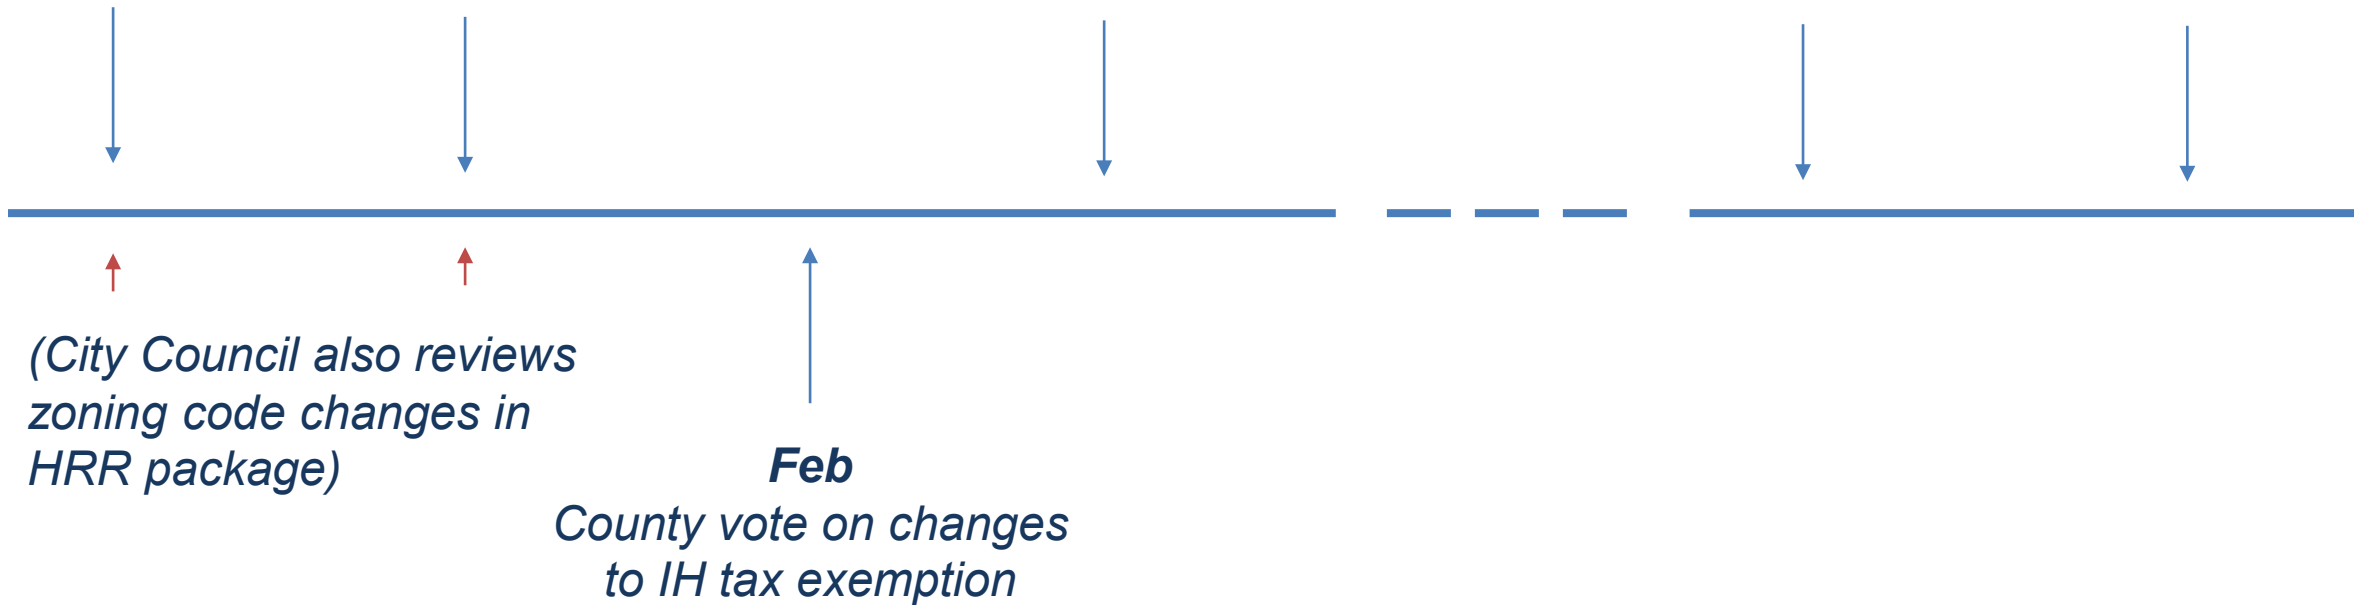 (City Council also reviews
zoning code changes in
HRR package)
Feb
County vote on changes
to IH tax exemption